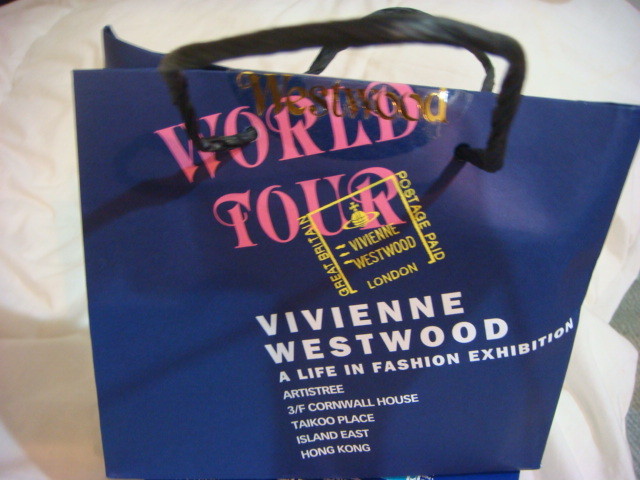 Westwood
WORLD
TOUR
GREAT BRITAIN
POSTAGE PAID
VIVIENNE
WESTWOOD
LONDON
VIVIENNE
WESTWOOD
A LIFE IN FASHION EXHIBITION
ARTISTREE
3/F CORNWALL HOUSE
TAIKOO PLACE
ISLAND EAST
HONG KONG